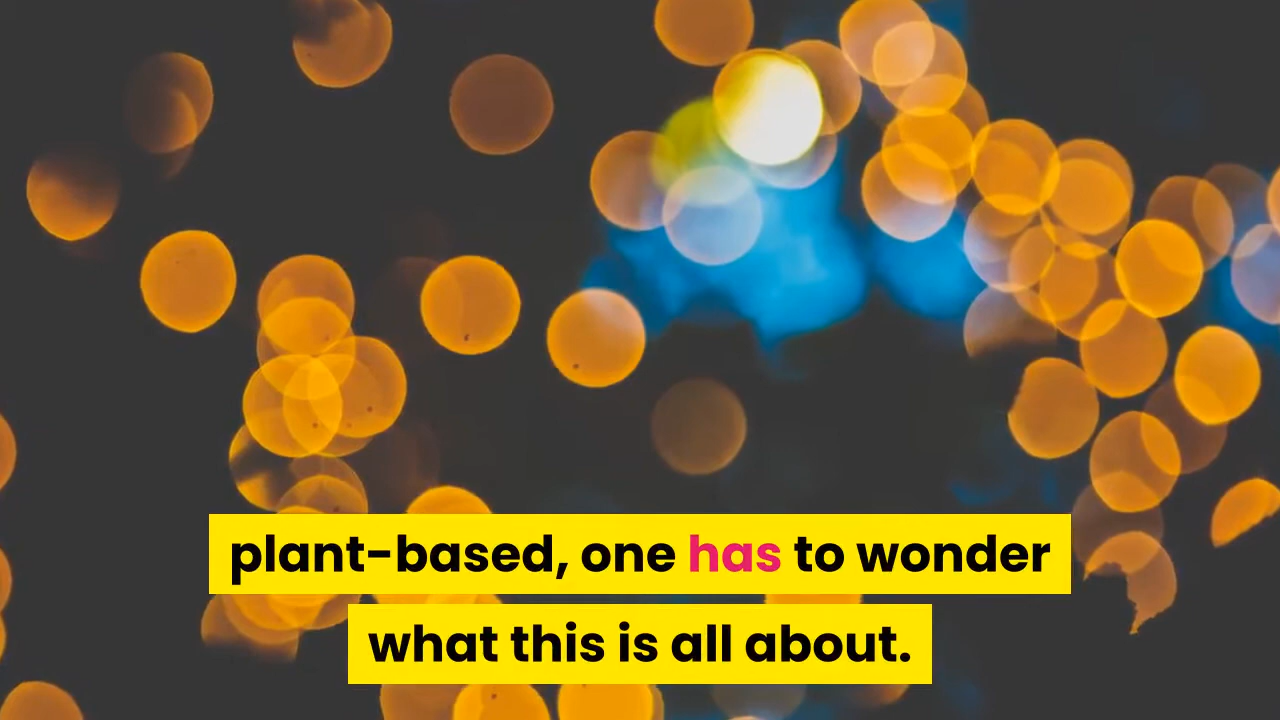 plant-based, one has to wonder
what this is all about.